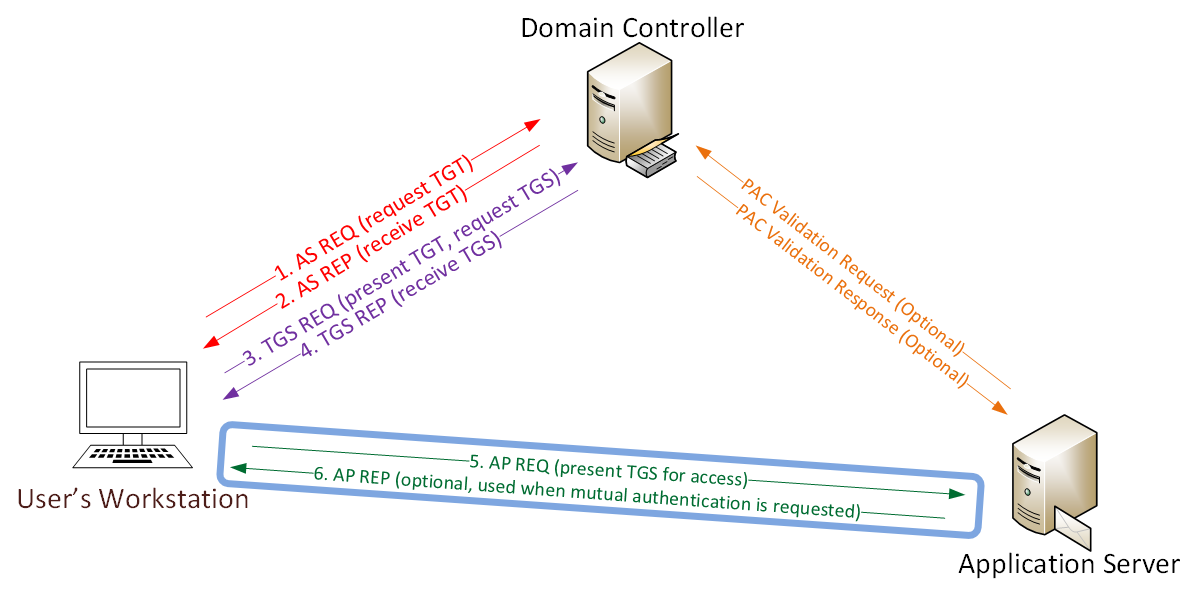 Domain Controller
1. AS REQ (request TGT)
2. AS REP (receive TGT)
3. TGS REQ (present TGT, request TGS)
4. TGS REP (receive TGS)
PAC Validation Request (Optional)
PAC Validation Response (Optional)
5. AP REQ (present TGS for access)
6. AP REP (optional, used when mutual authentication is requested)
User's Workstation
Application Server